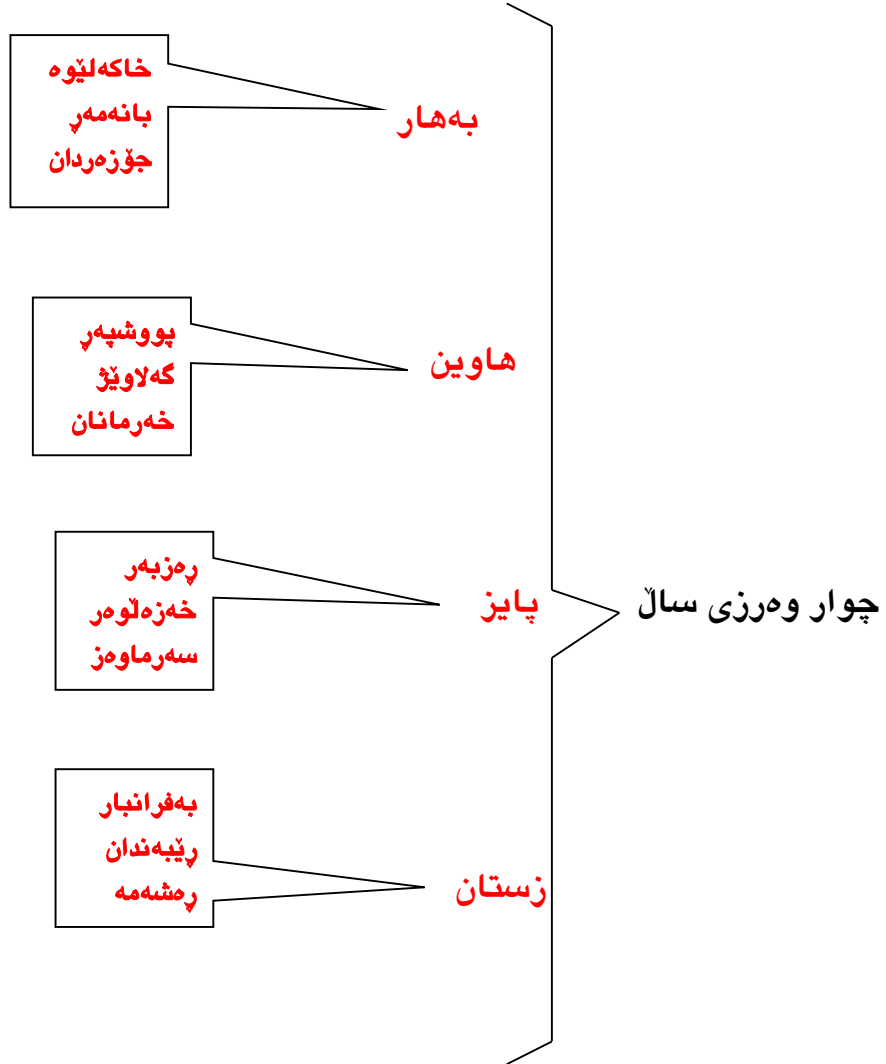 چوار وەرزی ساڵ
بەهار
خاکەلێوە
بانەمەڕ
جۆزەردان
هاوین
پووشپەڕ
گەلاوێژ
خەرمانان
پایز
ڕەزبەر
خەزەڵوەر
سەرماوەز
زستان
بەفرانبار
ڕێبەندان
ڕەشەمە